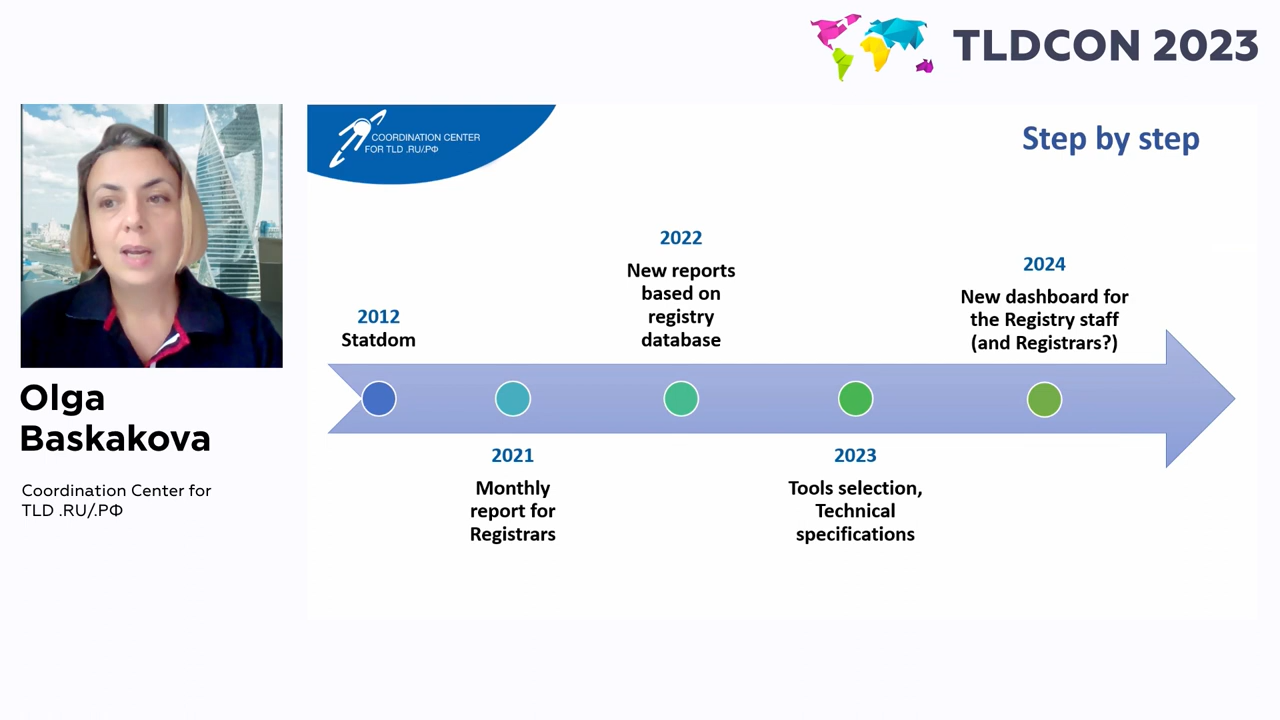 TLDCON 2023
COORDINATION CENTER
FOR TLD .RU/.РФ
Step by step
2012
Statdom
2021
Monthly
report for
Registrars
2022
New reports
based on
registry
database
2023
Tools selection,
Technical
specifications
2024
New dashboard for
the Registry staff
(and Registrars?)
Olga
Baskakova
Coordination Center for
TLD .RU/.РФ